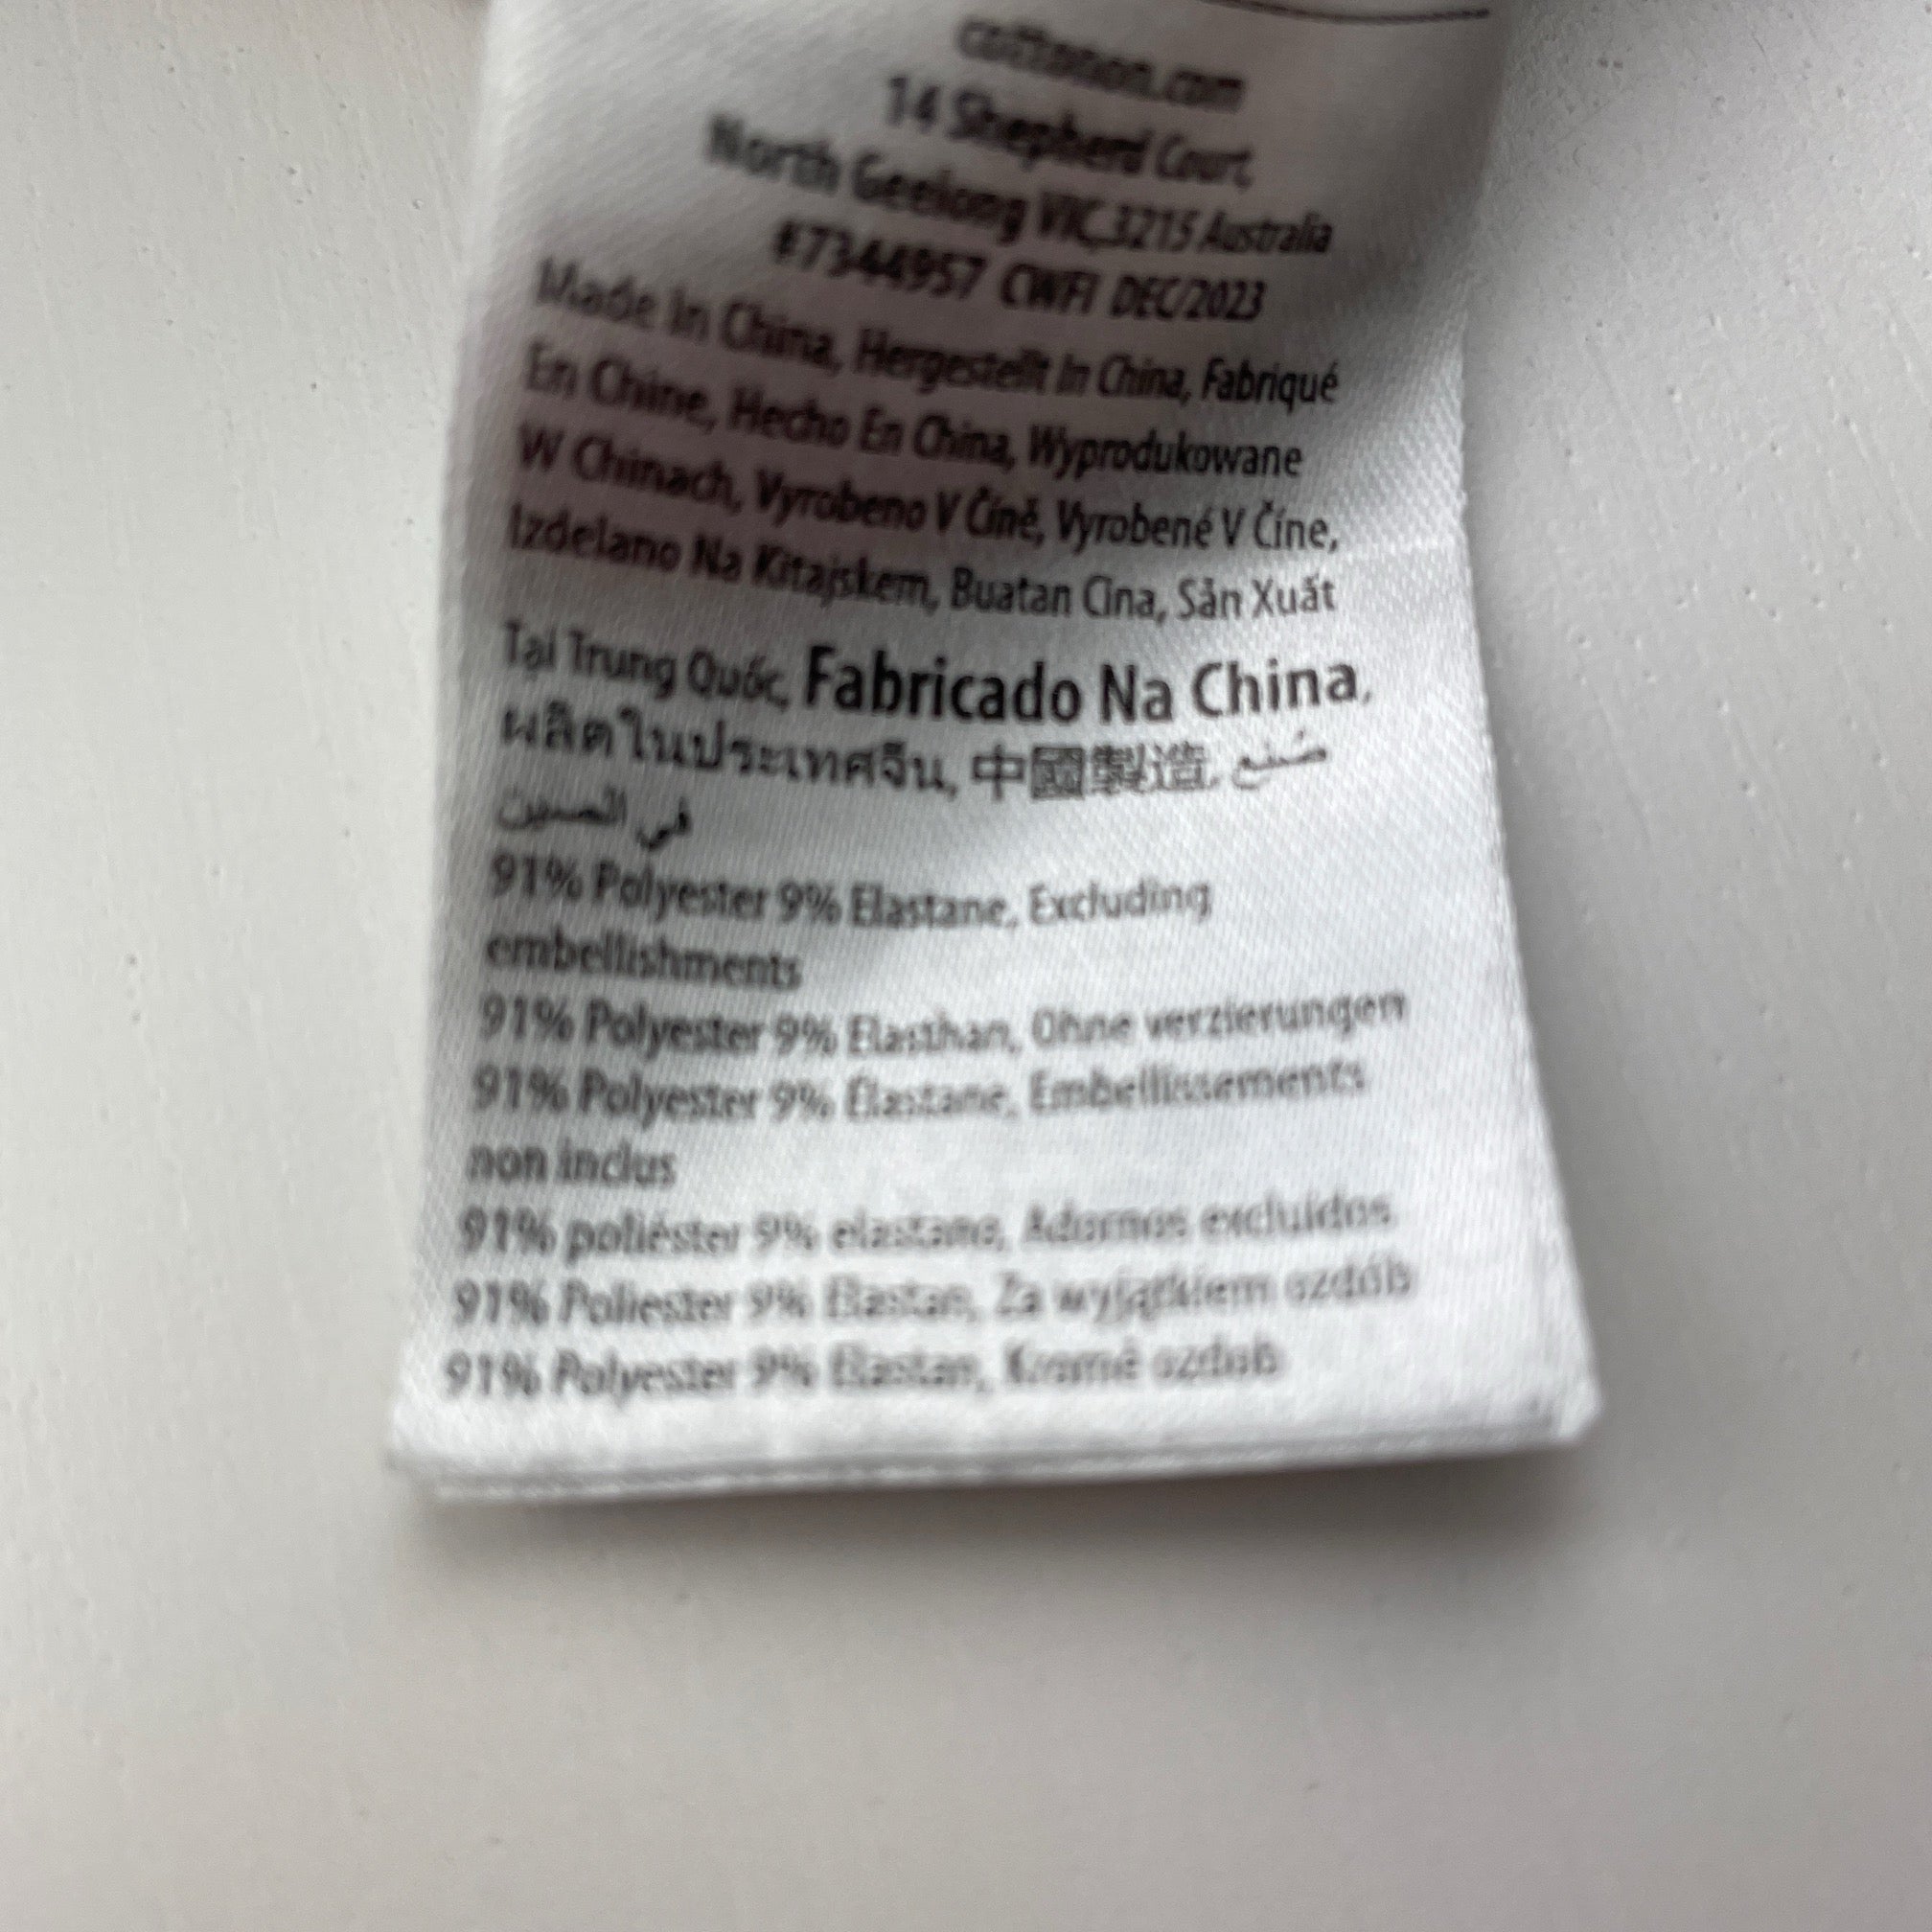 cottonon.com
14 Shepherd Court,
North Geelong VIC,3215 Australia
#7344957 CWFI DEC/2023
Made In China, Hergestellt In China, Fabriqué
En Chine, Hecho En China, Wyprodukowane
W Chinach, Vyrobeno V Číně, Vyrobené V Číne,
Izdelano Na Kitajskem, Buatan Cina, Sản Xuất
Tại Trung Quốc, Fabricado Na China,
ผลิตในประเทศจีน, 中國製造, صُنع
في الصين
91% Polyester 9% Elastane, Excluding
embellishments
91% Polyester 9% Elasthan, Ohne verzierungen
91% Polyester 9% Élastane, Embellissements
non inclus
91% poliéster 9% elastano, Adornos excluidos
91% Poliester 9% Elastan, Za wyjątkiem ozdób
91% Polyester 9% Elastan, Kromě ozdob